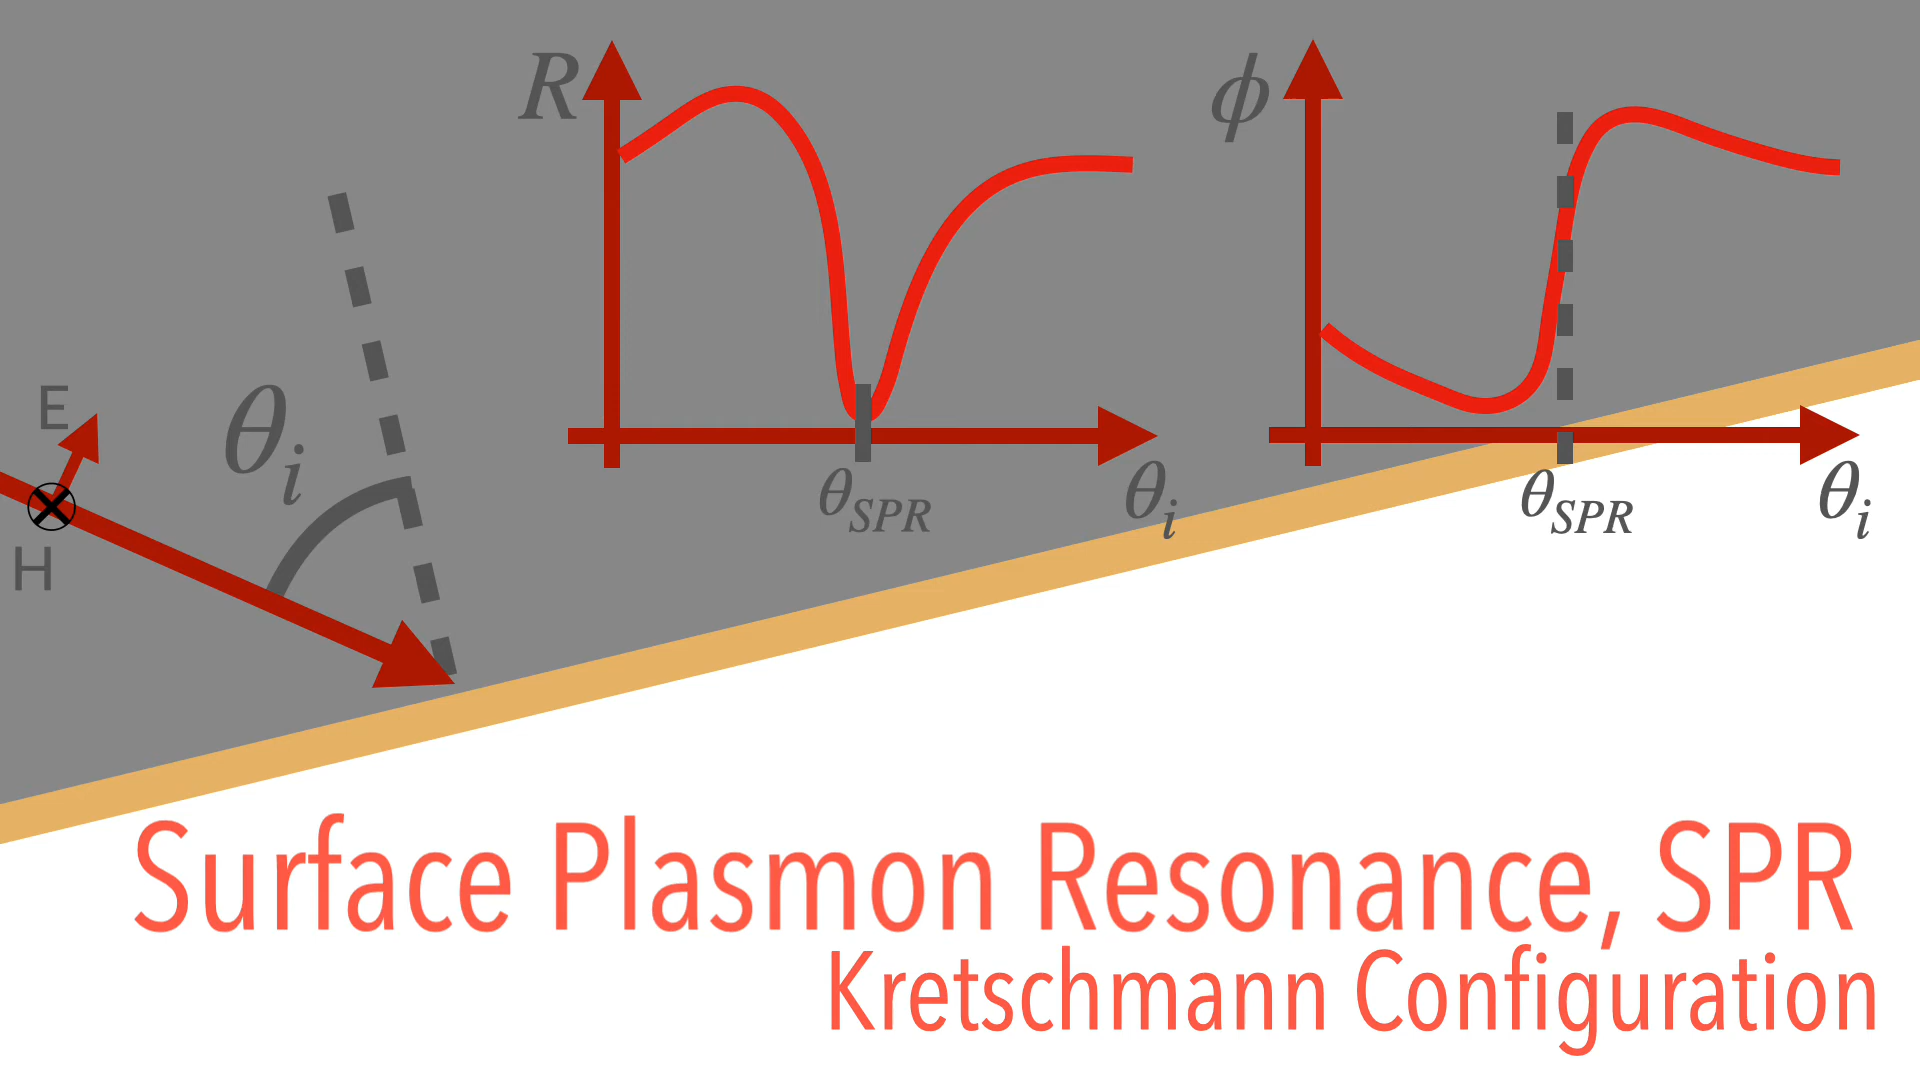 R
ϕ
E
θi
H
θSPR
θi
θSPR
θi
Surface Plasmon Resonance, SPR
Kretschmann Configuration